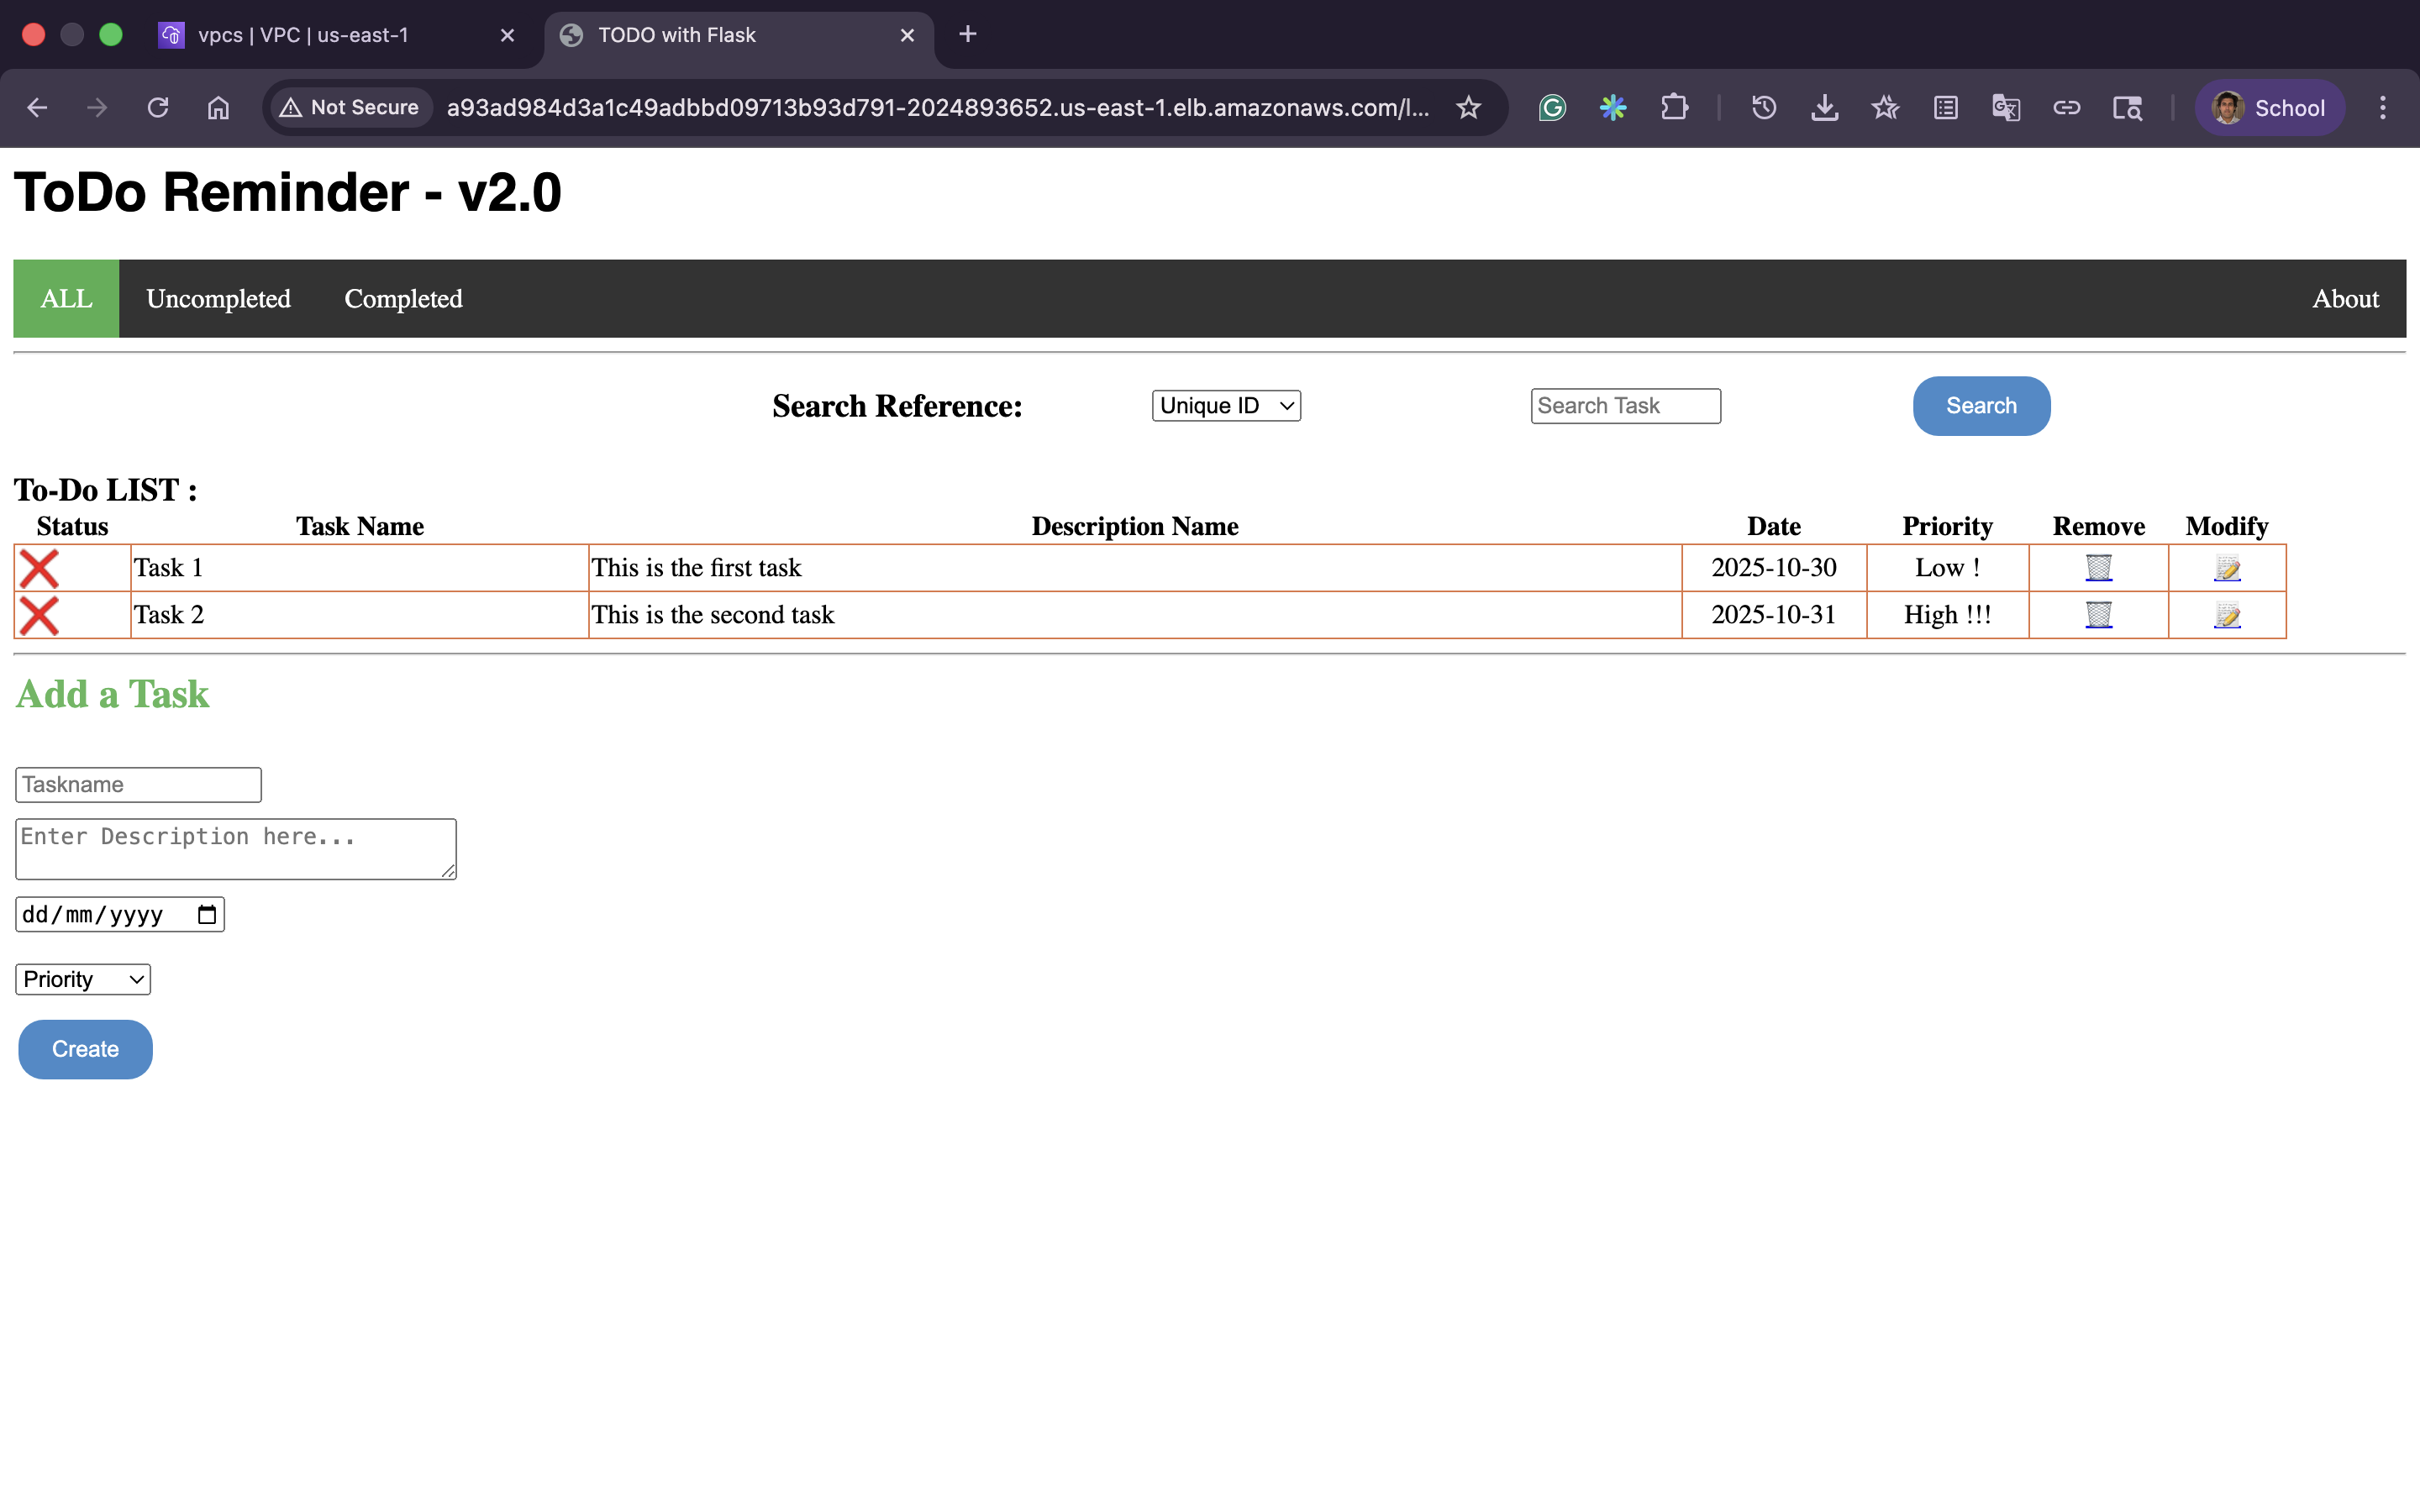 vpcs | VPC | us-east-1
TODO with Flask
Not Secure
a93ad984d3a1c49adbbd09713b93d791-2024893652.us-east-1.elb.amazonaws.com/l...
School
ToDo Reminder - v2.0
ALL Uncompleted Completed About
Search Reference: Unique ID Search Task Search
To-Do LIST :
Status Task Name Description Name Date Priority Remove Modify
Task 1 This is the first task 2025-10-30 Low !
Task 2 This is the second task 2025-10-31 High !!!
Add a Task
Taskname
Enter Description here...
dd/mm/yyyy
Priority
Create